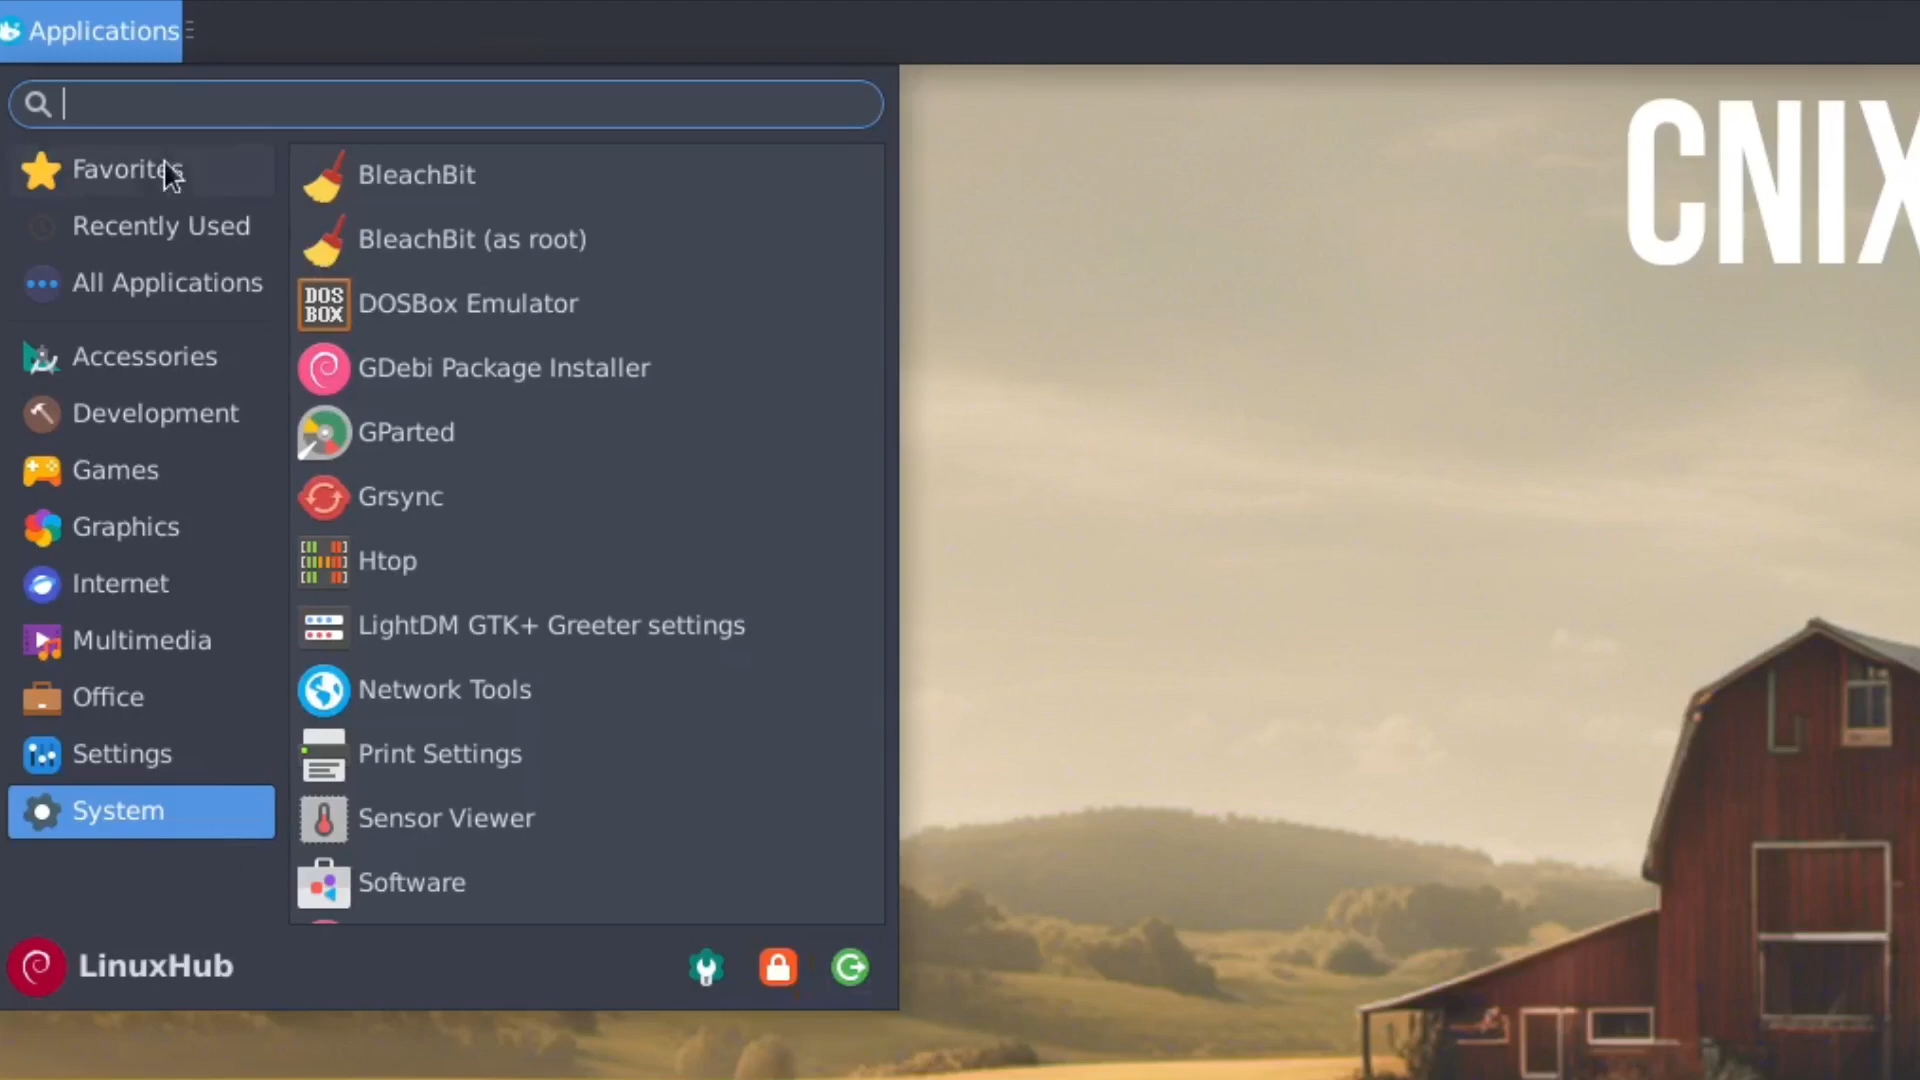 Applications
CNIX
Favorites
Recently Used
All Applications
Accessories
Development
Games
Graphics
Internet
Multimedia
Office
Settings
System
BleachBit
BleachBit (as root)
DOS
BOX
DOSBox Emulator
GDebi Package Installer
GParted
Grsync
Htop
LightDM GTK+ Greeter settings
Network Tools
Print Settings
Sensor Viewer
Software
LinuxHub